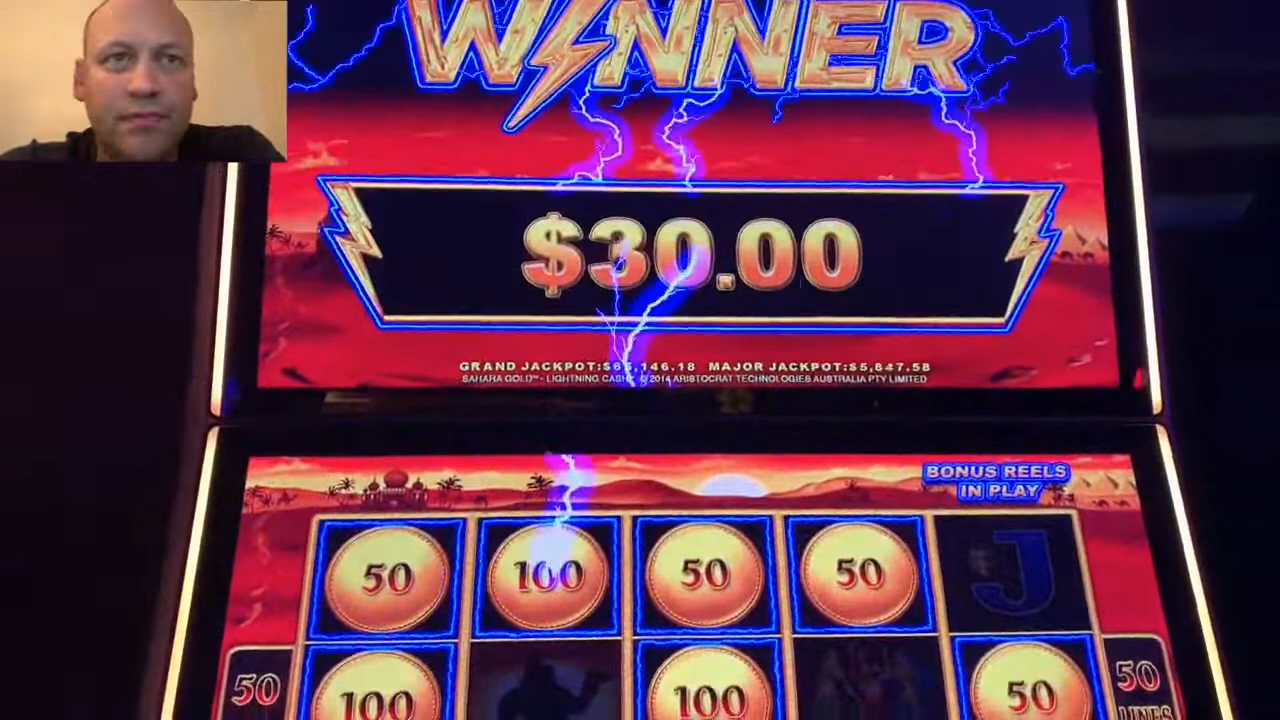 WINNER
$30.00
GRAND JACKPOT:$65,146.18 MAJOR JACKPOT:$5,847.58
SAHARA GOLD™ - LIGHTNING CASH™ © 2014 ARISTOCRAT TECHNOLOGIES AUSTRALIA PTY LIMITED
BONUS REELS
IN PLAY
50 100 50 50 J
50 100 100 50 50
LINES